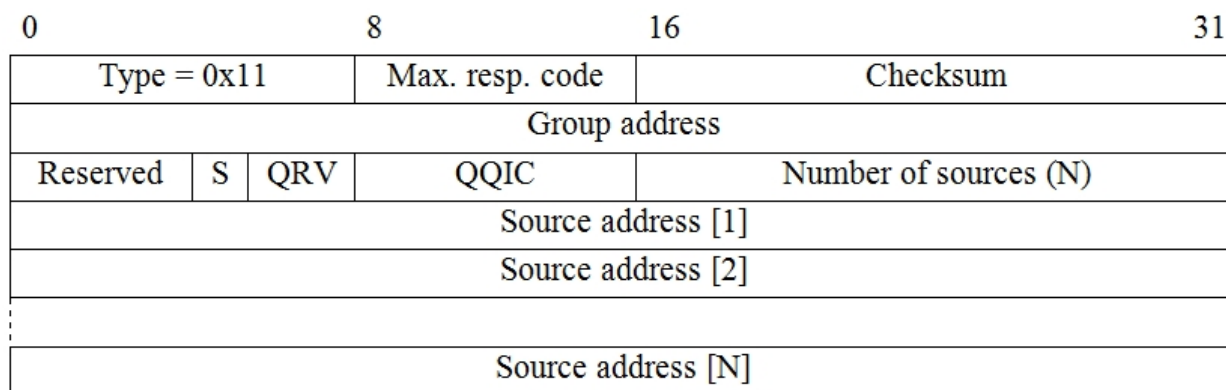 0 8 16 31
Type = 0x11 Max. resp. code Checksum
Group address
Reserved S QRV QQIC Number of sources (N)
Source address [1]
Source address [2]
Source address [N]